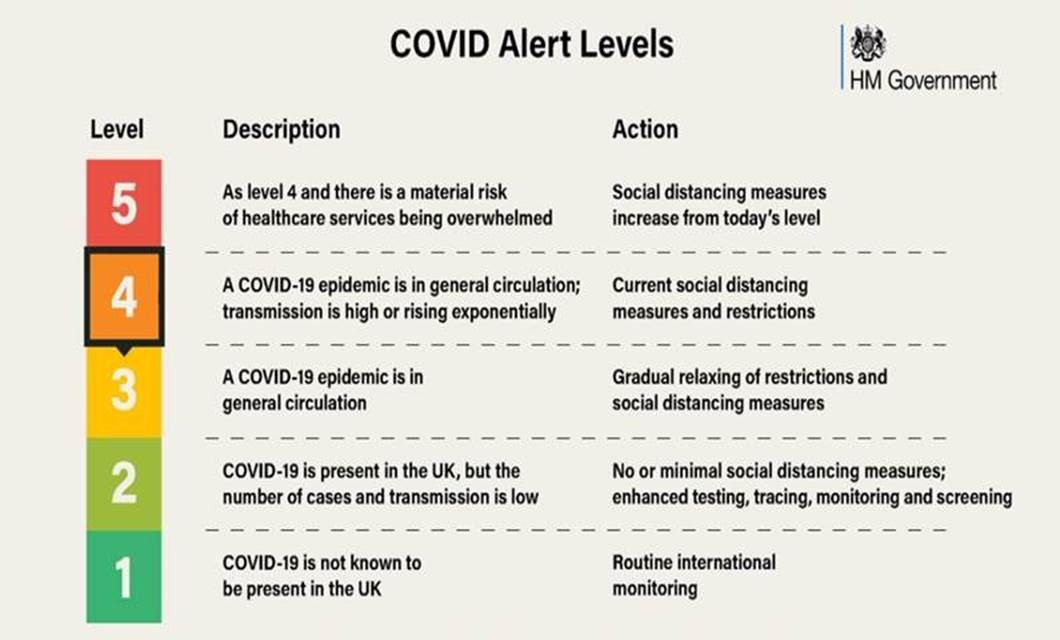 COVID Alert Levels
HM Government
Level Description Action
5
As level 4 and there is a material risk
of healthcare services being overwhelmed
Social distancing measures
increase from today's level
4
A COVID-19 epidemic is in general circulation;
transmission is high or rising exponentially
Current social distancing
measures and restrictions
3
A COVID-19 epidemic is in
general circulation
Gradual relaxing of restrictions and
social distancing measures
2
COVID-19 is present in the UK, but the
number of cases and transmission is low
No or minimal social distancing measures;
enhanced testing, tracing, monitoring and screening
1
COVID-19 is not known to
be present in the UK
Routine international
monitoring